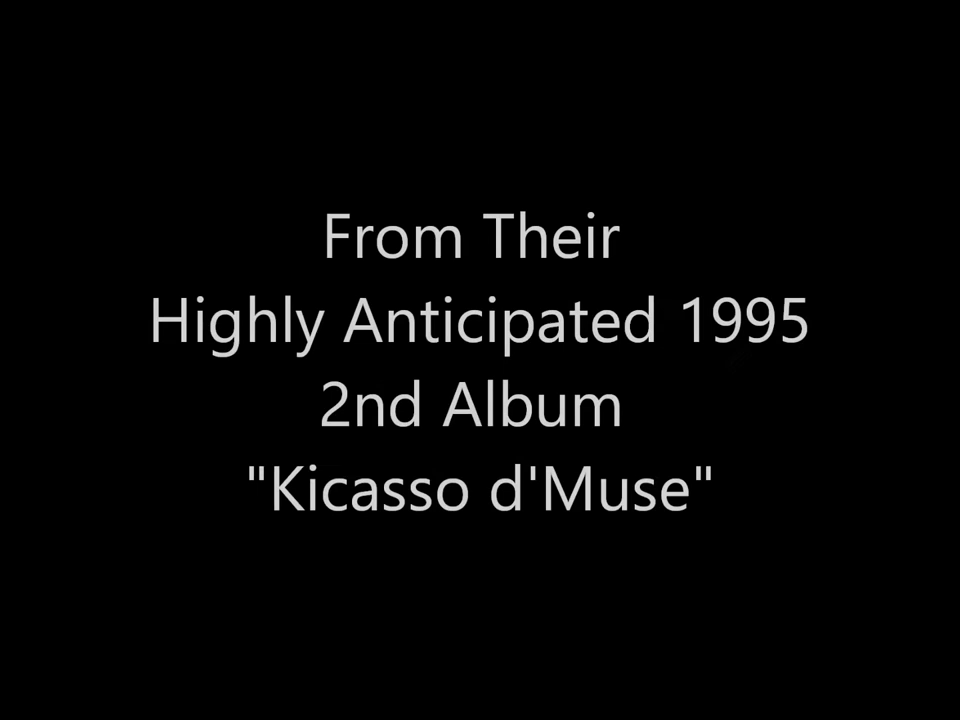 From Their
Highly Anticipated 1995
2nd Album
"Kicasso d'Muse"